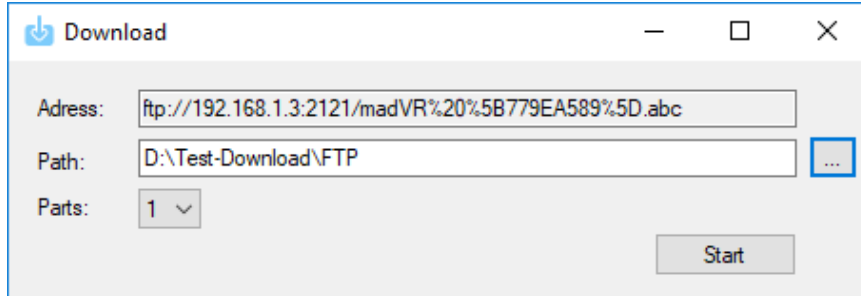 Download
Adress: ftp://192.168.1.3:2121/madVR%20%5B779EA589%5D.abc
Path: D:\Test-Download\FTP ...
Parts: 1
Start